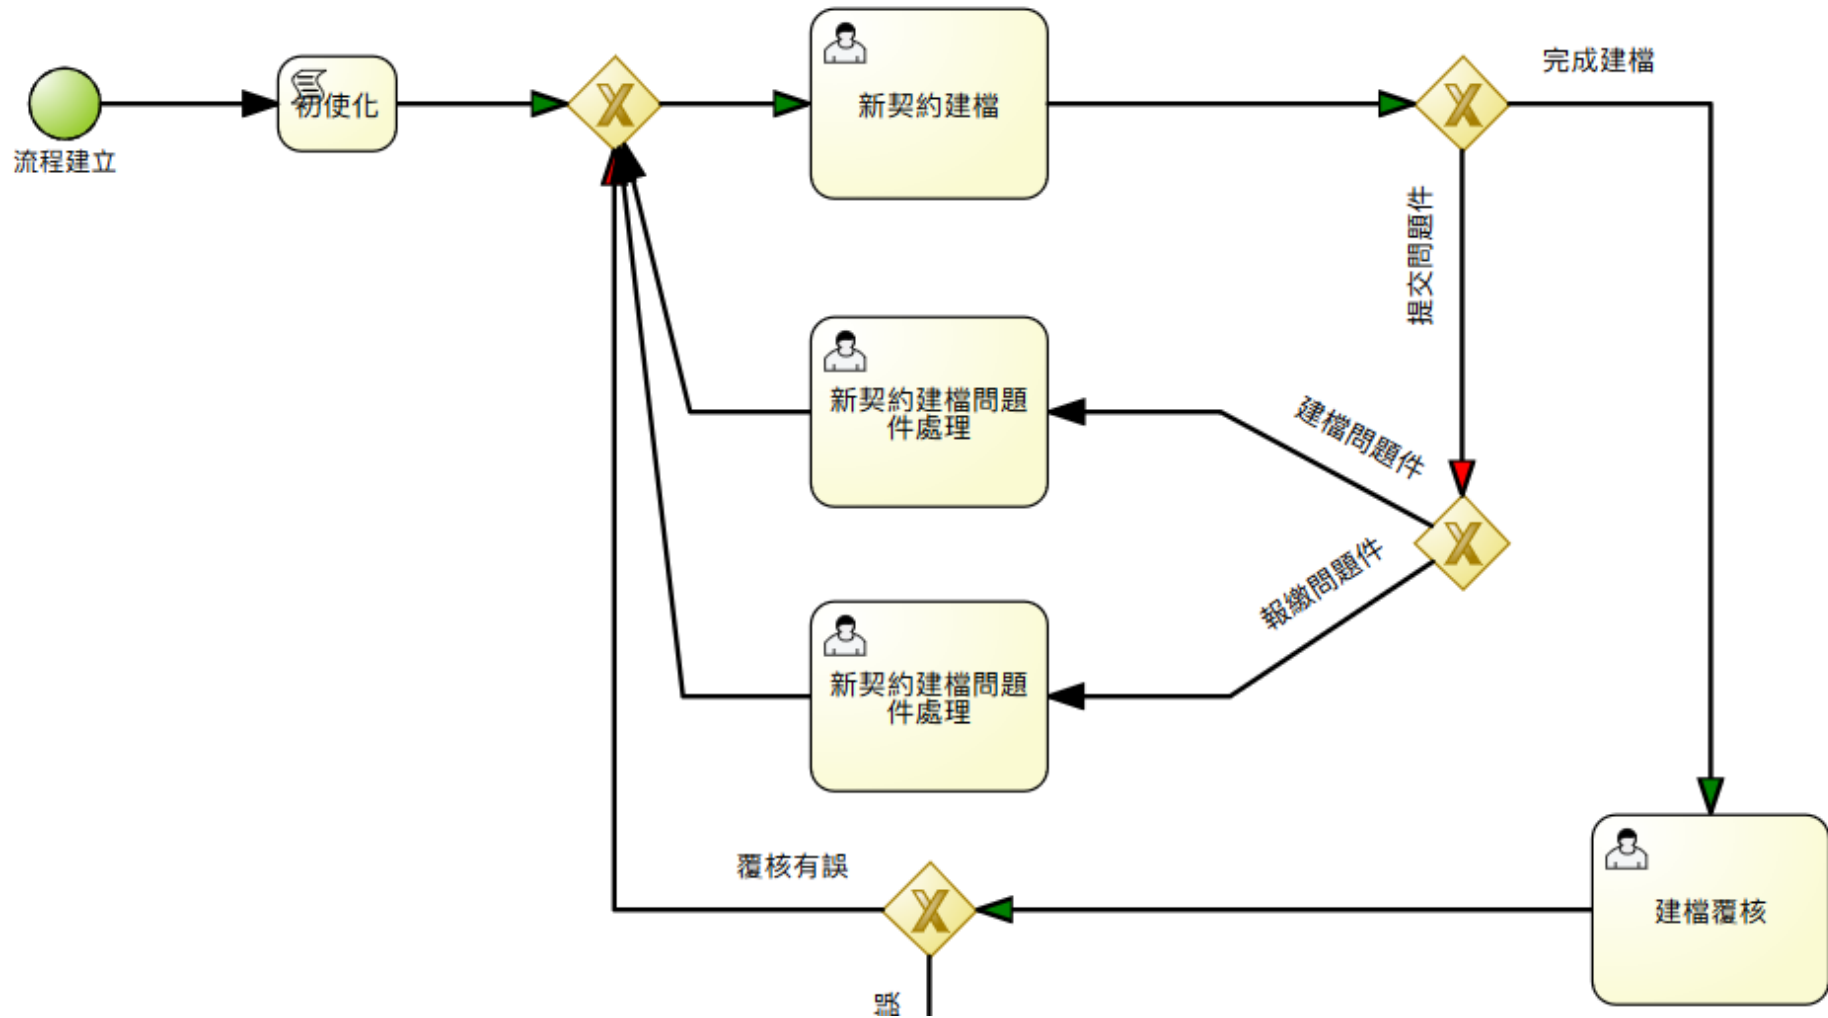 完成建檔
初使化
新契約建檔
流程建立
提交問題件
新契約建檔問題
件處理
建檔問題件
報繳問題件
新契約建檔問題
件處理
覆核有誤
建檔覆核
誤